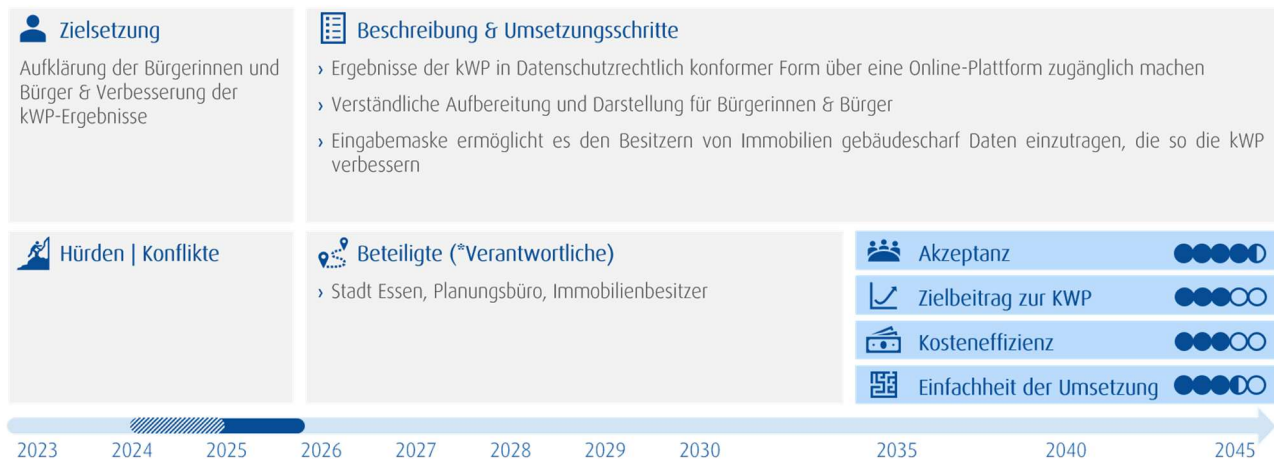 Zielsetzung
Aufklärung der Bürgerinnen und
Bürger & Verbesserung der
kWP-Ergebnisse
Beschreibung & Umsetzungsschritte
› Ergebnisse der kWP in Datenschutzrechtlich konformer Form über eine Online-Plattform zugänglich machen
› Verständliche Aufbereitung und Darstellung für Bürgerinnen & Bürger
› Eingabemaske ermöglicht es den Besitzern von Immobilien gebäudescharf Daten einzutragen, die so die kWP
verbessern
Hürden | Konflikte
Beteiligte (*Verantwortliche)
› Stadt Essen, Planungsbüro, Immobilienbesitzer
Akzeptanz
Zielbeitrag zur KWP
Kosteneffizienz
Einfachheit der Umsetzung
2023 2024 2025 2026 2027 2028 2029 2030 2035 2040 2045